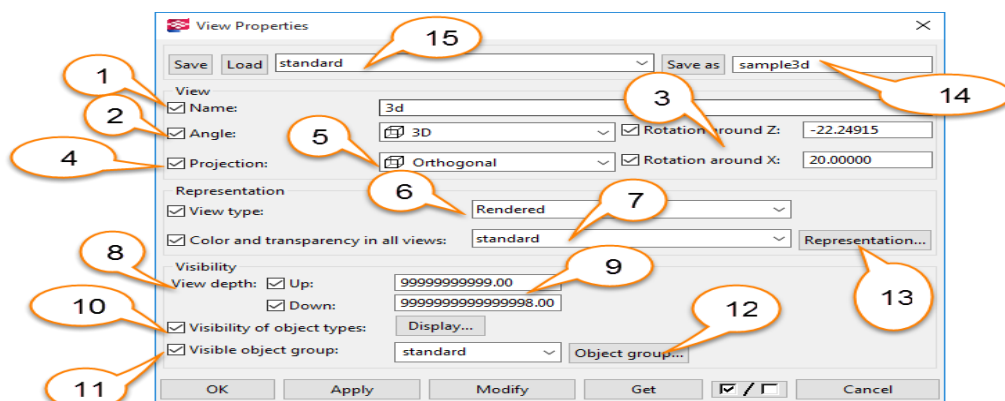 View Properties
15
Save Load standard Save as sample3d
14
1
View
Name: 3d
2
3
Angle: 3D Rotation around Z: -22.24915
5
4
Projection: Orthogonal Rotation around X: 20.00000
6
7
Representation
View type: Rendered
Color and transparency in all views: standard Representation...
8
9
Visibility
View depth: Up: 99999999999.00
Down: 9999999999999998.00
10
12
13
Visibility of object types: Display...
Visible object group: standard Object group...
11
OK Apply Modify Get / Cancel